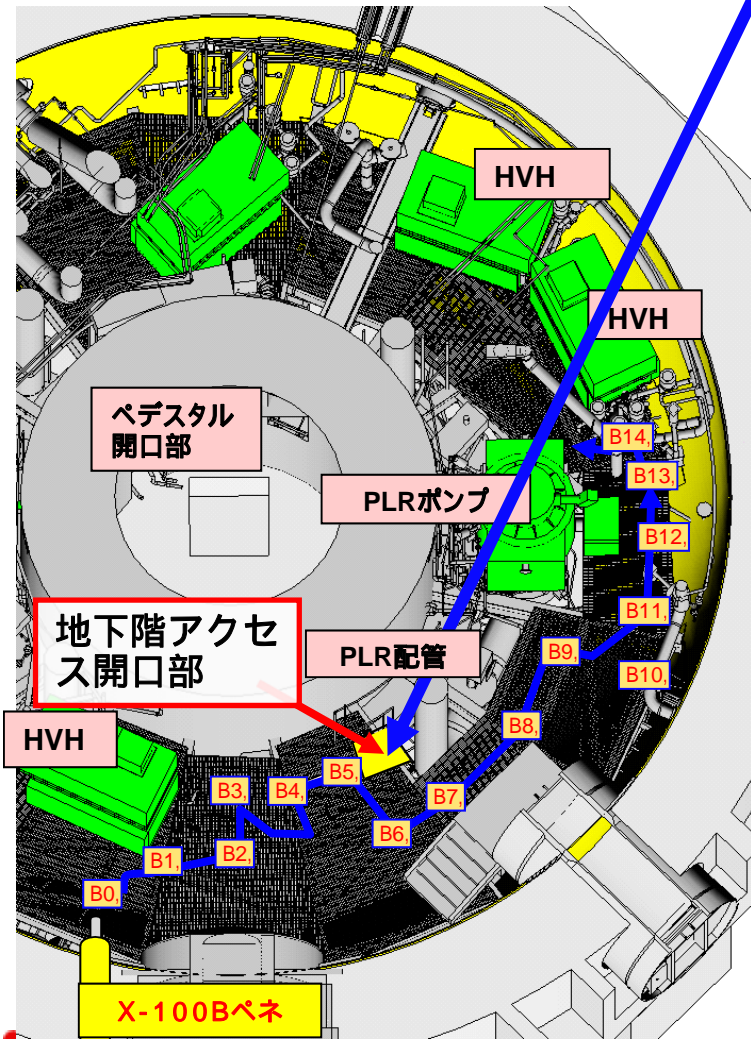 HVH
HVH
ペデスタル
開口部
B14,
B13,
PLRポンプ
B12,
B11,
地下階アクセ
ス開口部
PLR配管
B9,
B10,
B8,
HVH
B5,
B3,
B4,
B7,
B6,
B1,
B2,
B0,
X-100Bペネ